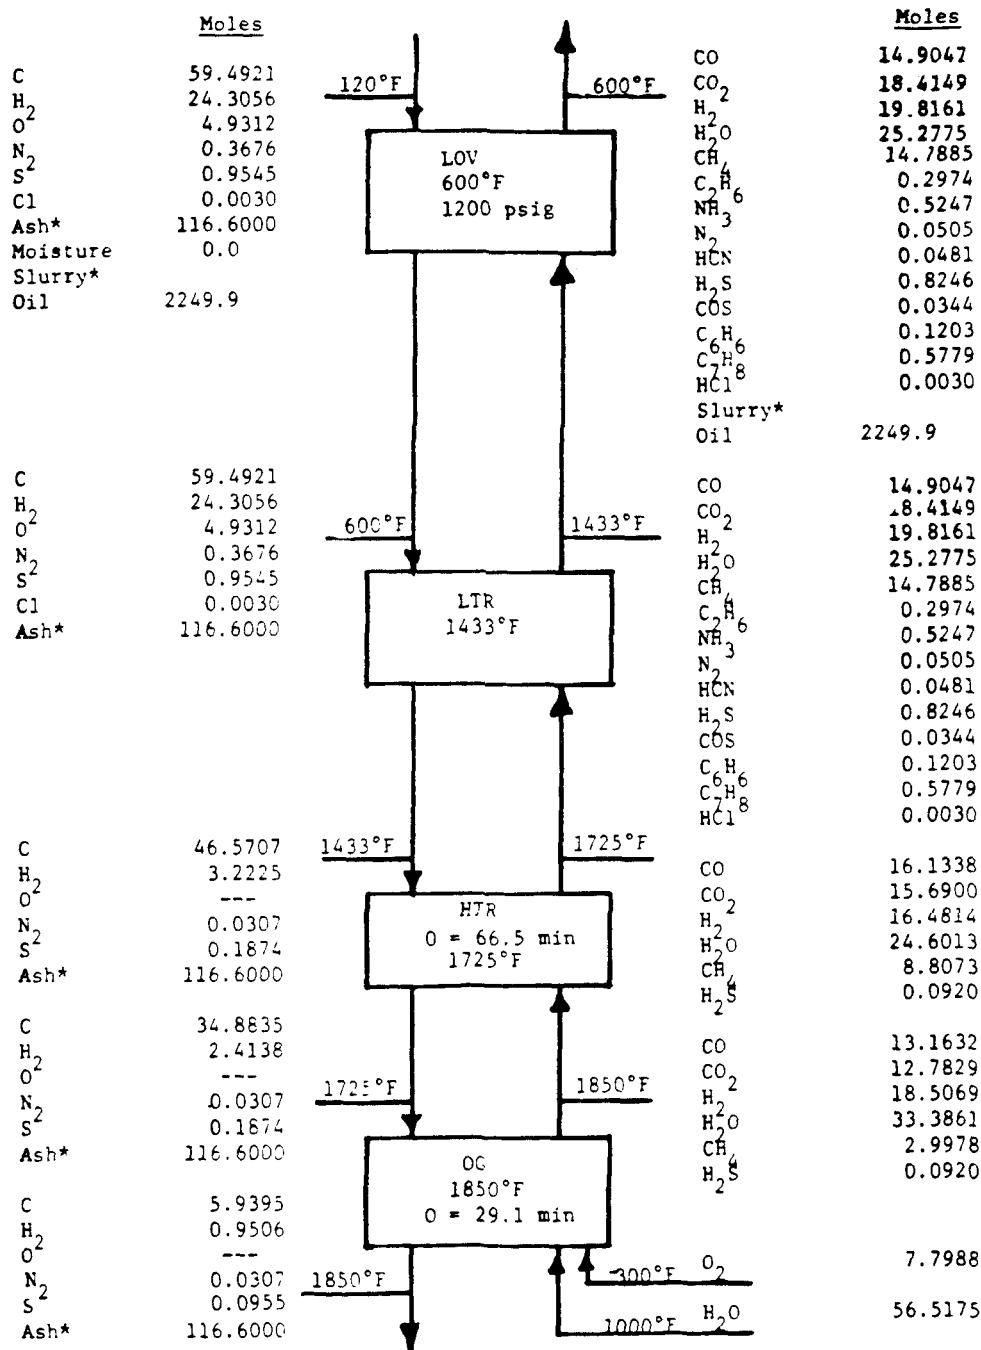 Moles
C 59.4921
H2 24.3056
O2 4.9312
N2 0.3676
S 0.9545
Cl 0.0030
Ash* 116.6000
Moisture 0.0
Slurry*
Oil 2249.9
120°F
600°F
LOV
600°F
1200 psig
Moles
CO 14.9047
CO2 18.4149
H2 19.8161
H2O 25.2775
CH4 14.7885
C2H6 0.2974
NH3 0.5247
N2 0.0505
HCN 0.0481
H2S 0.8246
COS 0.0344
C6H6 0.1203
C7H8 0.5779
HCl 0.0030
Slurry*
Oil 2249.9
C 59.4921
H2 24.3056
O2 4.9312
N2 0.3676
S 0.9545
Cl 0.0030
Ash* 116.6000
600°F
1433°F
LTR
1433°F
CO 14.9047
CO2 .8.4149
H2 19.8161
H2O 25.2775
CH4 14.7885
C2H6 0.2974
NH3 0.5247
N2 0.0505
HCN 0.0481
H2S 0.8246
COS 0.0344
C6H6 0.1203
C7H8 0.5779
HCl 0.0030
C 46.5707
H2 3.2225
O2 ---
N2 0.0307
S 0.1874
Ash* 116.6000
1433°F
1725°F
HTR
0 = 66.5 min
1725°F
CO 16.1338
CO2 15.6900
H2 16.4814
H2O 24.6013
CH4 8.8073
H2S 0.0920
C 34.8835
H2 2.4138
O2 ---
N2 0.0307
S 0.1874
Ash* 116.6000
1725°F
1850°F
OG
1850°F
0 = 29.1 min
CO 13.1632
CO2 12.7829
H2 18.5069
H2O 33.3861
CH4 2.9978
H2S 0.0920
C 5.9395
H2 0.9506
O2 ---
N2 0.0307
S 0.0955
Ash* 116.6000
1850°F
300°F O2 7.7988
1000°F H2O 56.5175